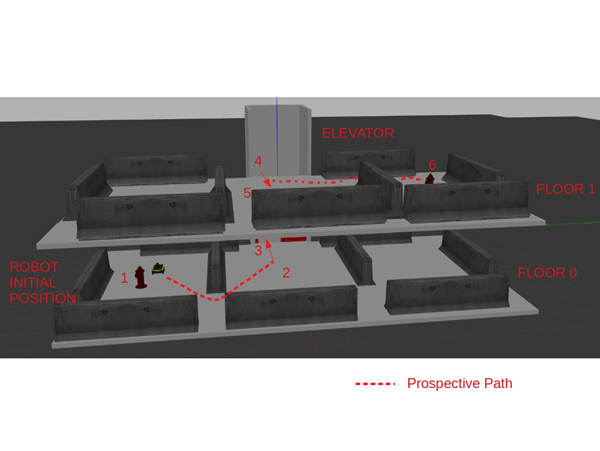 ELEVATOR
4
6
5
FLOOR 1
3
ROBOT
INITIAL
POSITION
1
2
FLOOR 0
Prospective Path